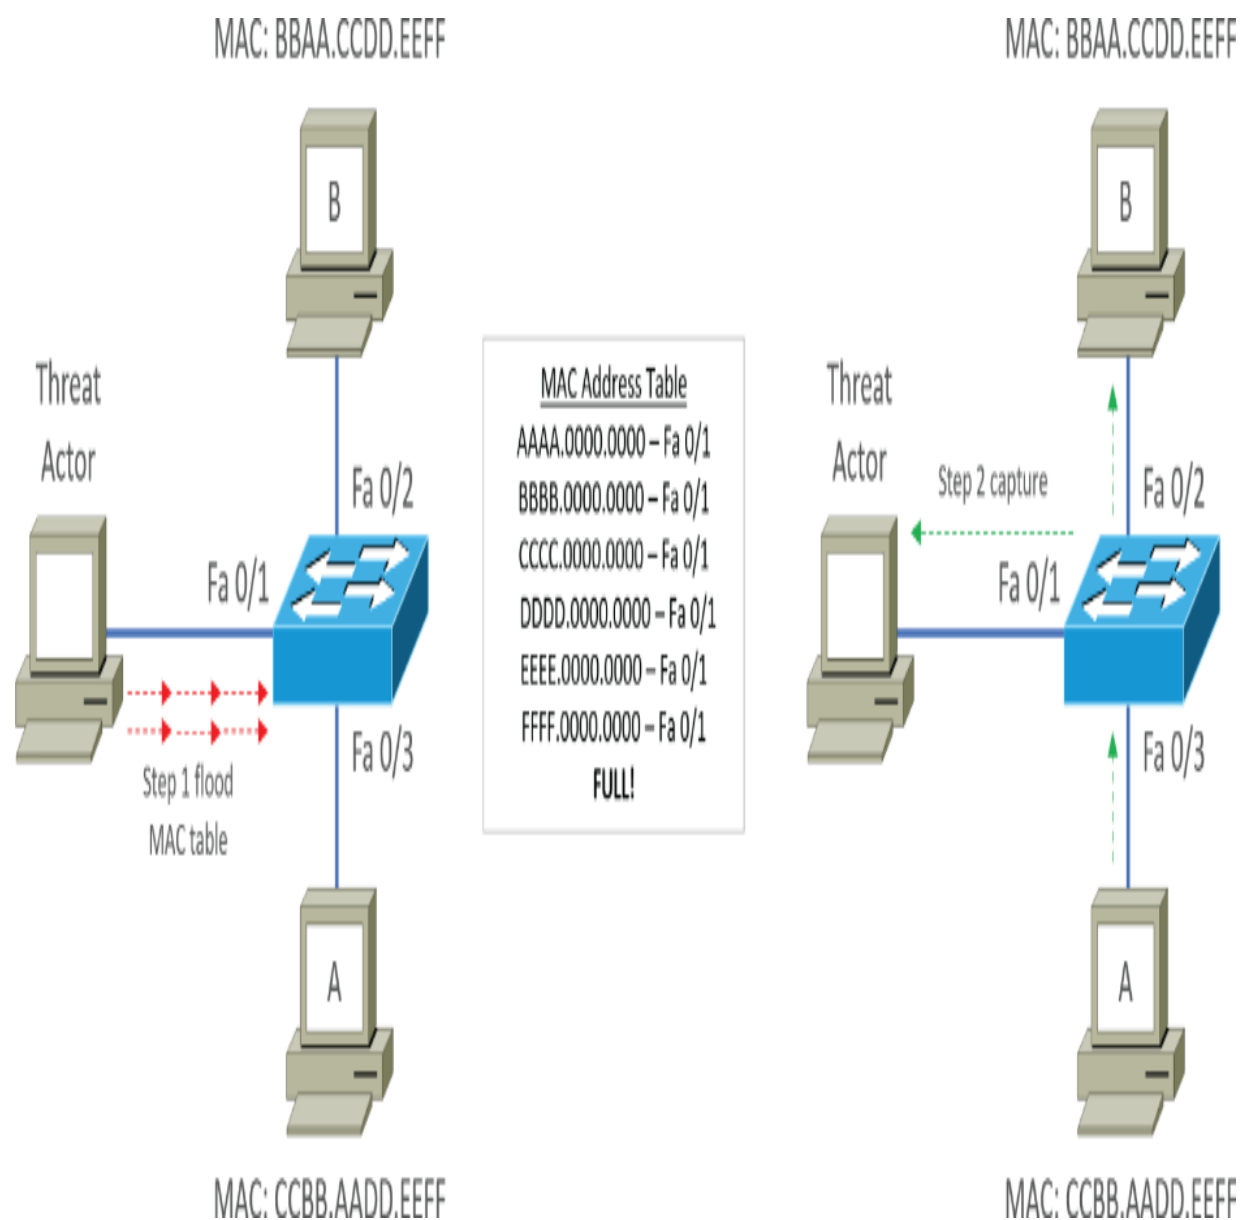 MAC: BBAA.CCDD.EEFF
B
Threat
Actor
Fa 0/2
Fa 0/1
Step 1 flood
MAC table
Fa 0/3
A
MAC: CCBB.AADD.EEFF
MAC Address Table
AAAA.0000.0000 – Fa 0/1
BBBB.0000.0000 – Fa 0/1
CCCC.0000.0000 – Fa 0/1
DDDD.0000.0000 – Fa 0/1
EEEE.0000.0000 – Fa 0/1
FFFF.0000.0000 – Fa 0/1
FULL!
MAC: BBAA.CCDD.EEFF
B
Threat
Actor
Step 2 capture
Fa 0/2
Fa 0/1
Fa 0/3
A
MAC: CCBB.AADD.EEFF